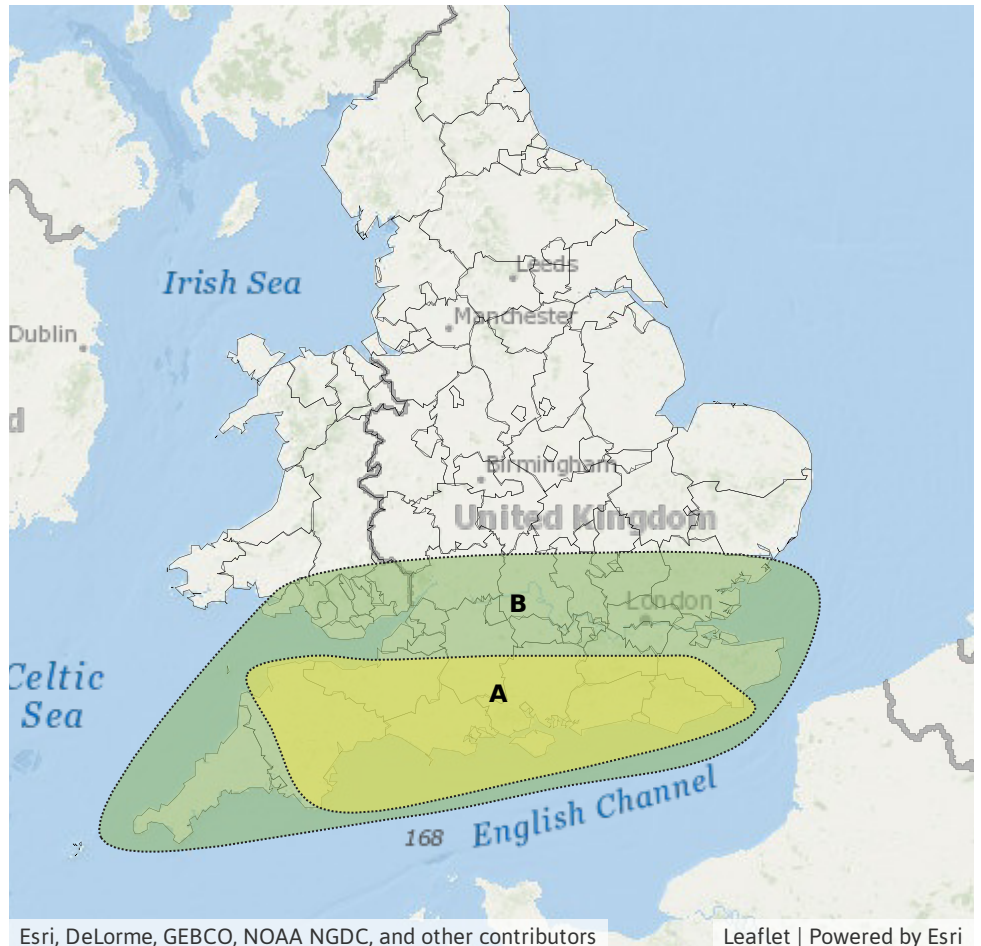 Leeds
Irish Sea
Manchester
Dublin
d
Birmingham
United Kingdom
B
London
Celtic
Sea
A
English Channel
168
Esri, DeLorme, GEBCO, NOAA NGDC, and other contributors
Leaflet | Powered by Esri